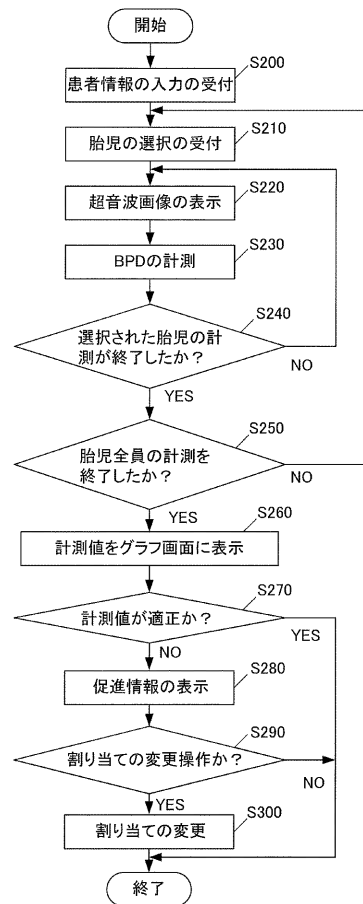 開始
S200
患者情報の入力の受付
S210
胎児の選択の受付
S220
超音波画像の表示
S230
BPDの計測
S240
選択された胎児の計
測が終了したか？
NO
YES
S250
胎児全員の計測を
終了したか？
NO
YES
S260
計測値をグラフ画面に表示
S270
計測値が適正か？
YES
NO
S280
促進情報の表示
S290
割り当ての変更操作か？
NO
YES
S300
割り当ての変更
終了